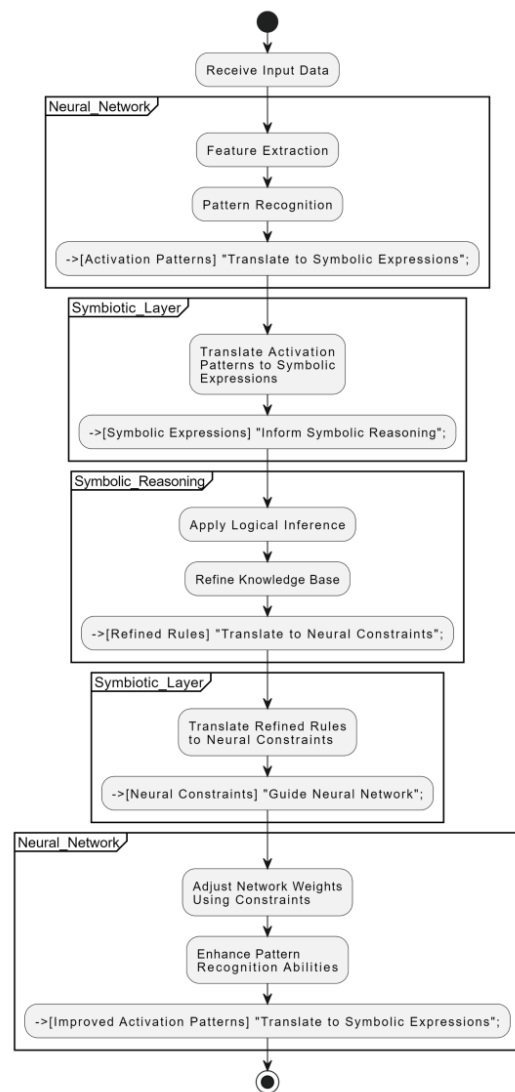 Receive Input Data
Neural_Network
Feature Extraction
Pattern Recognition
->[Activation Patterns] "Translate to Symbolic Expressions";
Symbiotic_Layer
Translate Activation
Patterns to Symbolic
Expressions
->[Symbolic Expressions] "Inform Symbolic Reasoning";
Symbolic_Reasoning
Apply Logical Inference
Refine Knowledge Base
->[Refined Rules] "Translate to Neural Constraints";
Symbiotic_Layer
Translate Refined Rules
to Neural Constraints
->[Neural Constraints] "Guide Neural Network";
Neural_Network
Adjust Network Weights
Using Constraints
Enhance Pattern
Recognition Abilities
->[Improved Activation Patterns] "Translate to Symbolic Expressions";